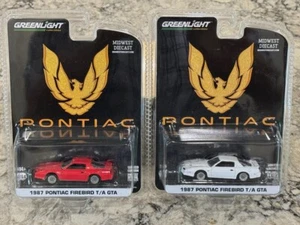 GREENLIGHT
MIDWEST
DIECAST
PONTIAC
1987 PONTIAC FIREBIRD T/A GTA
GREENLIGHT
MIDWEST
DIECAST
PONTIAC
1987 PONTIAC FIREBIRD T/A GTA